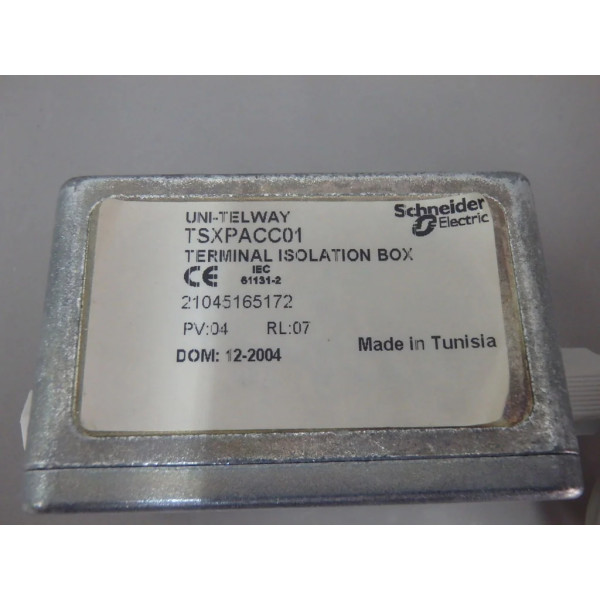 UNI-TELWAY
Schneider
Electric
TSXPACC01
TERMINAL ISOLATION BOX
CE IEC
61131-2
21045165172
PV:04 RL:07
DOM: 12-2004
Made in Tunisia